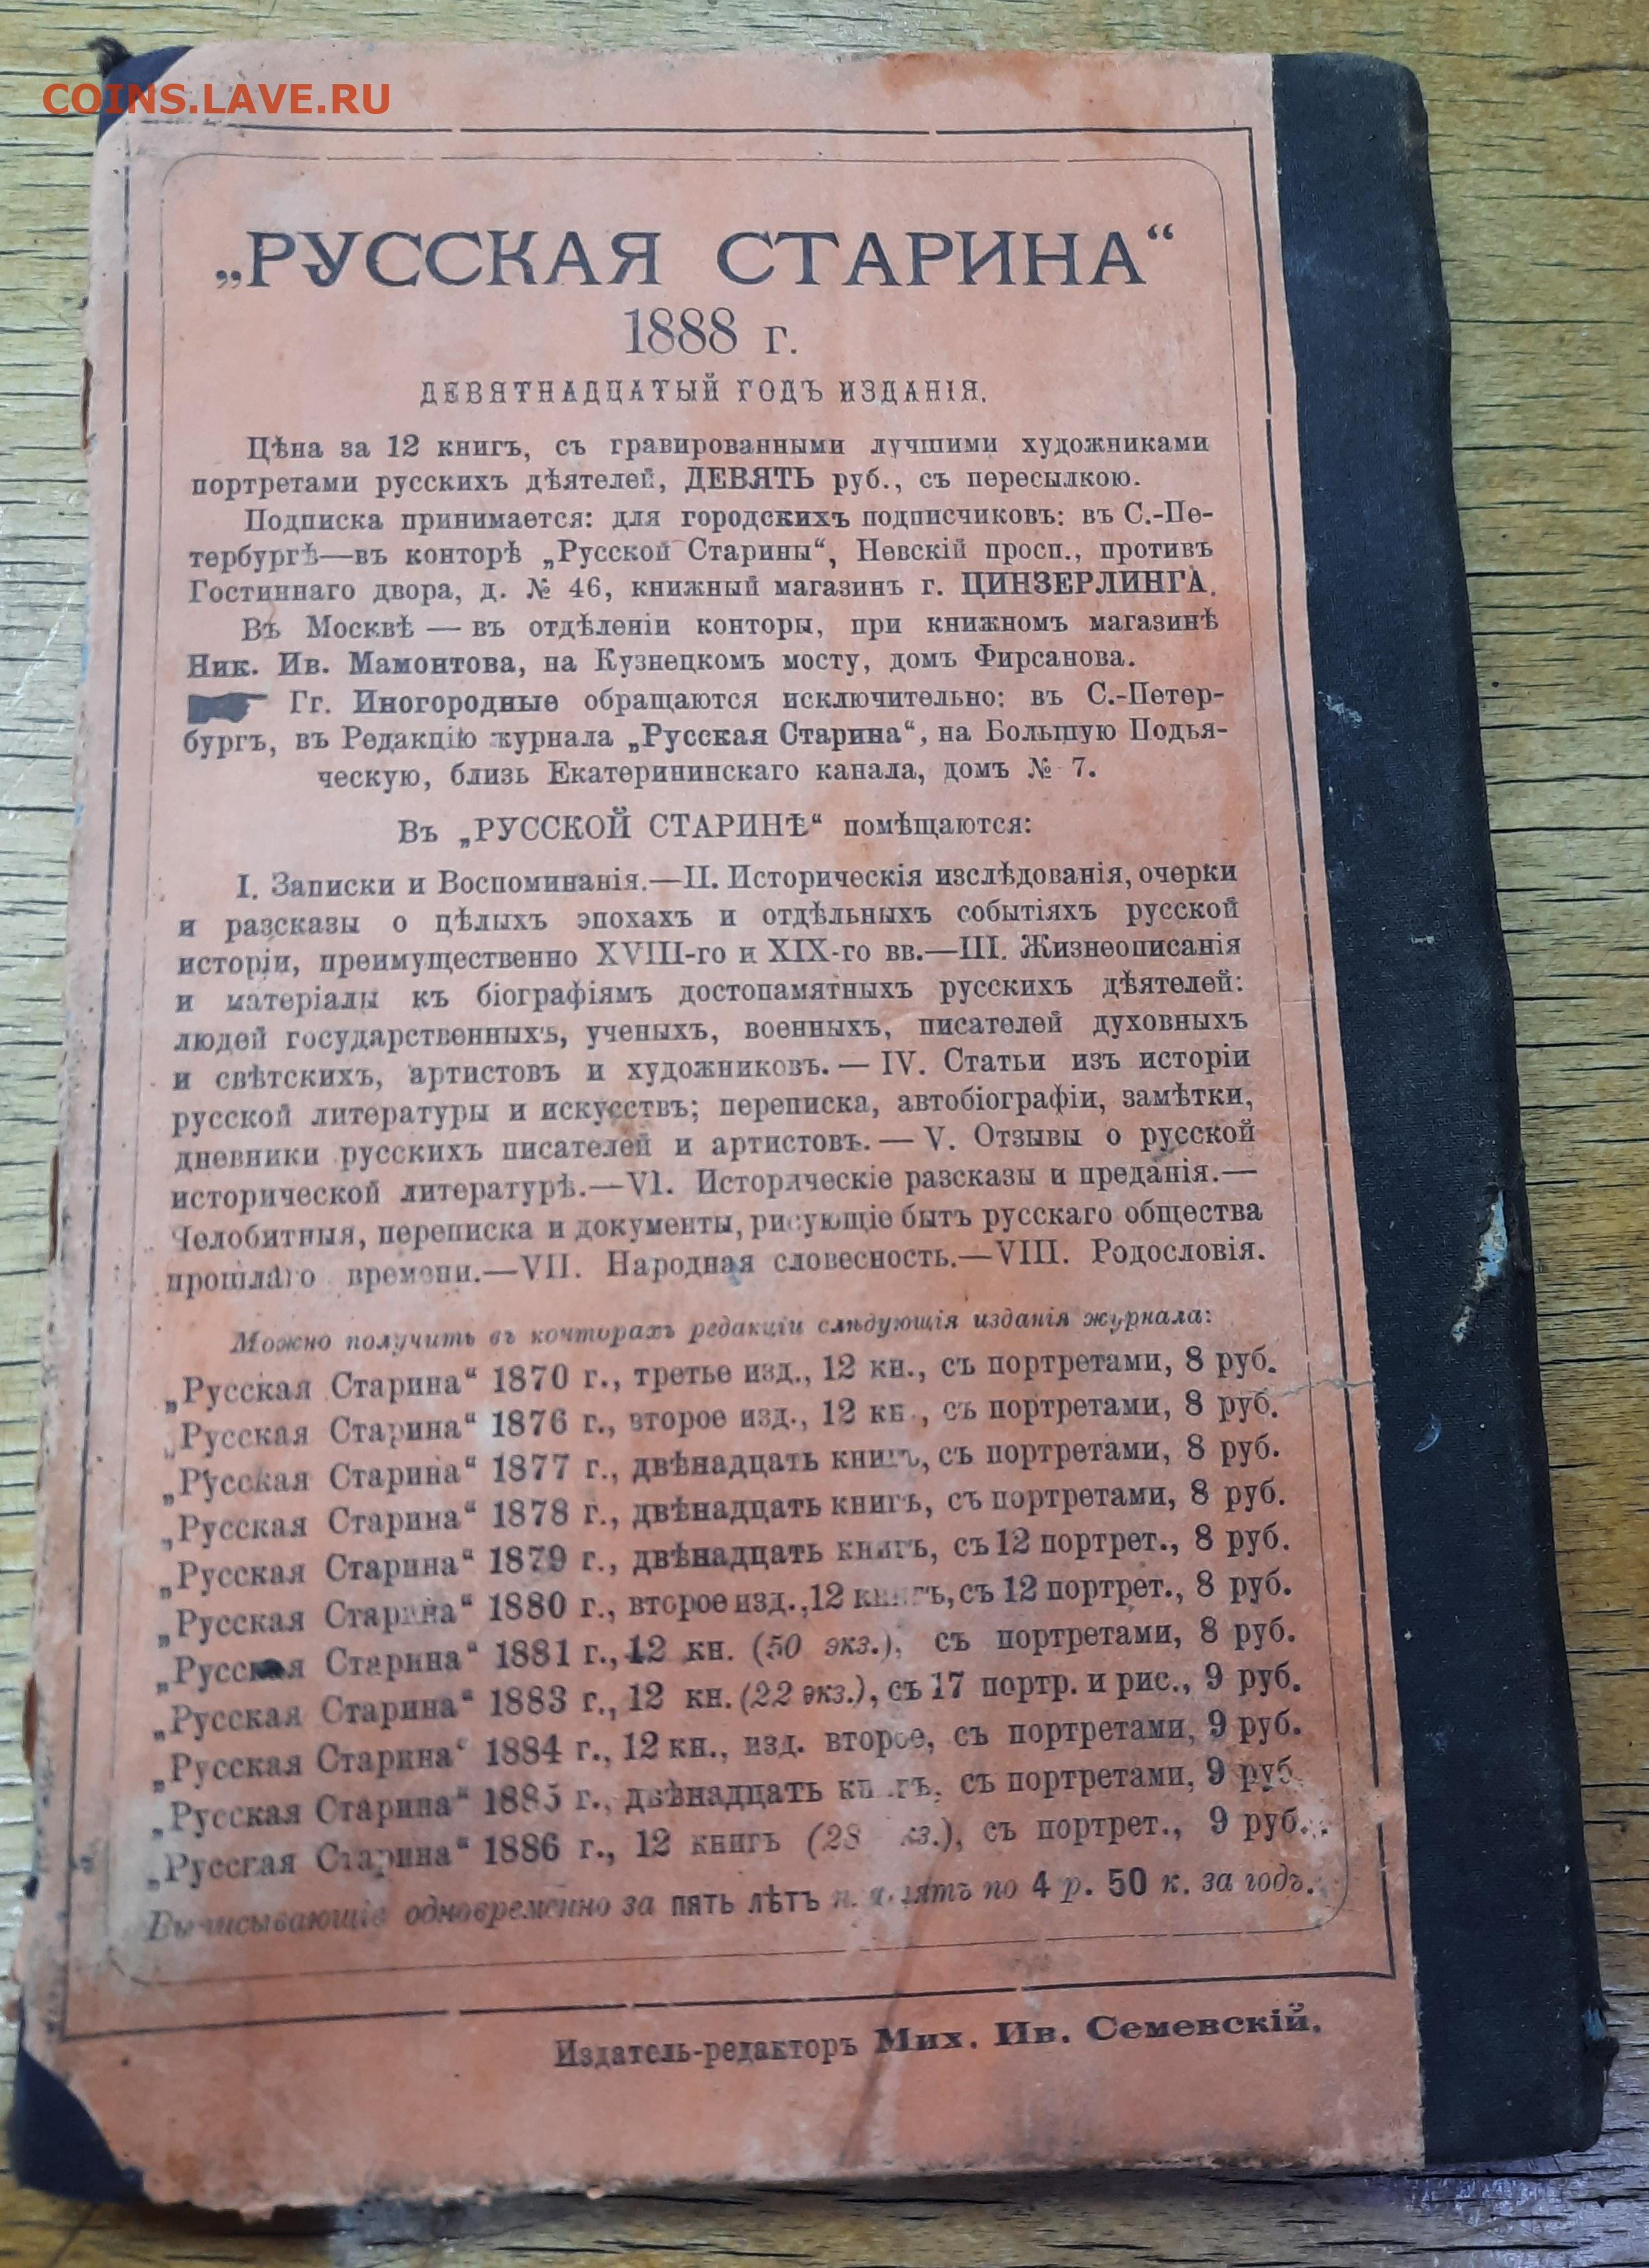 COINS.LAVE.RU
„РУССКАЯ СТАРИНА“
1888 г.
ДЕВЯТНАДЦАТЫЙ ГОДЪ ИЗДАНІЯ.
Цѣна за 12 книгъ, съ гравированными лучшими художниками
портретами русскихъ дѣятелей, ДЕВЯТЬ руб., съ пересылкою.
Подписка принимается: для городскихъ подписчиковъ: въ С.-Пе-
тербургѣ—въ конторѣ „Русской Старины“, Невскій просп., противъ
Гостиннаго двора, д. № 46, книжный магазинъ г. ЦИНЗЕРЛИНГА.
Въ Москвѣ — въ отдѣленіи конторы, при книжномъ магазинѣ
Ник. Ив. Мамонтова, на Кузнецкомъ мосту, домъ Фирсанова.
Гг. Иногородные обращаются исключительно: въ С.-Петер-
бургъ, въ Редакцію журнала „Русская Старина“, на Большую Подья-
ческую, близь Екатерининскаго канала, домъ № 7.
Въ „РУССКОЙ СТАРИНѢ“ помѣщаются:
I. Записки и Воспоминанія.—II. Историческія изслѣдованія, очерки
и разсказы о цѣлыхъ эпохахъ и отдѣльныхъ событіяхъ русской
исторіи, преимущественно XVIII-го и XIX-го вв.—III. Жизнеописанія
и матеріалы къ біографіямъ достопамятныхъ русскихъ дѣятелей:
людей государственныхъ, ученыхъ, военныхъ, писателей духовныхъ
и свѣтскихъ, артистовъ и художниковъ. — IV. Статьи изъ исторіи
русской литературы и искусствъ; переписка, автобіографіи, замѣтки,
дневники русскихъ писателей и артистовъ. — V. Отзывы о русской
исторической литературѣ.—VI. Историческіе разсказы и преданія.—
Челобитныя, переписка и документы, рисующіе бытъ русскаго общества
прошлаго времени.—VII. Народная словесность.—VIII. Родословія.
Можно получить въ конторахъ редакціи слѣдующія изданія журнала:
„Русская Старина“ 1870 г., третье изд., 12 кн., съ портретами, 8 руб.
„Русская Старина“ 1876 г., второе изд., 12 кн., съ портретами, 8 руб.
„Русская Старина“ 1877 г., двѣнадцать книгъ, съ портретами, 8 руб.
„Русская Старина“ 1878 г., двѣнадцать книгъ, съ портретами, 8 руб.
„Русская Старина“ 1879 г., двѣнадцать книгъ, съ 12 портрет., 8 руб.
„Русская Старина“ 1880 г., второе изд., 12 книгъ, съ 12 портрет., 8 руб.
„Русская Старина“ 1881 г., 12 кн. (50 экз.), съ портретами, 8 руб.
„Русская Старина“ 1883 г., 12 кн. (22 экз.), съ 17 портр. и рис., 9 руб.
„Русская Старина“ 1884 г., 12 кн., изд. второе, съ портретами, 9 руб.
„Русская Старина“ 1885 г., двѣнадцать книгъ, съ портретами, 9 руб.
„Русская Старина“ 1886 г., 12 книгъ (28 экз.), съ портрет., 9 руб.
Выписывающіе одновременно за пять лѣтъ по 4 р. 50 к. за годъ.
Издатель-редакторъ Мих. Ив. Семевскій.